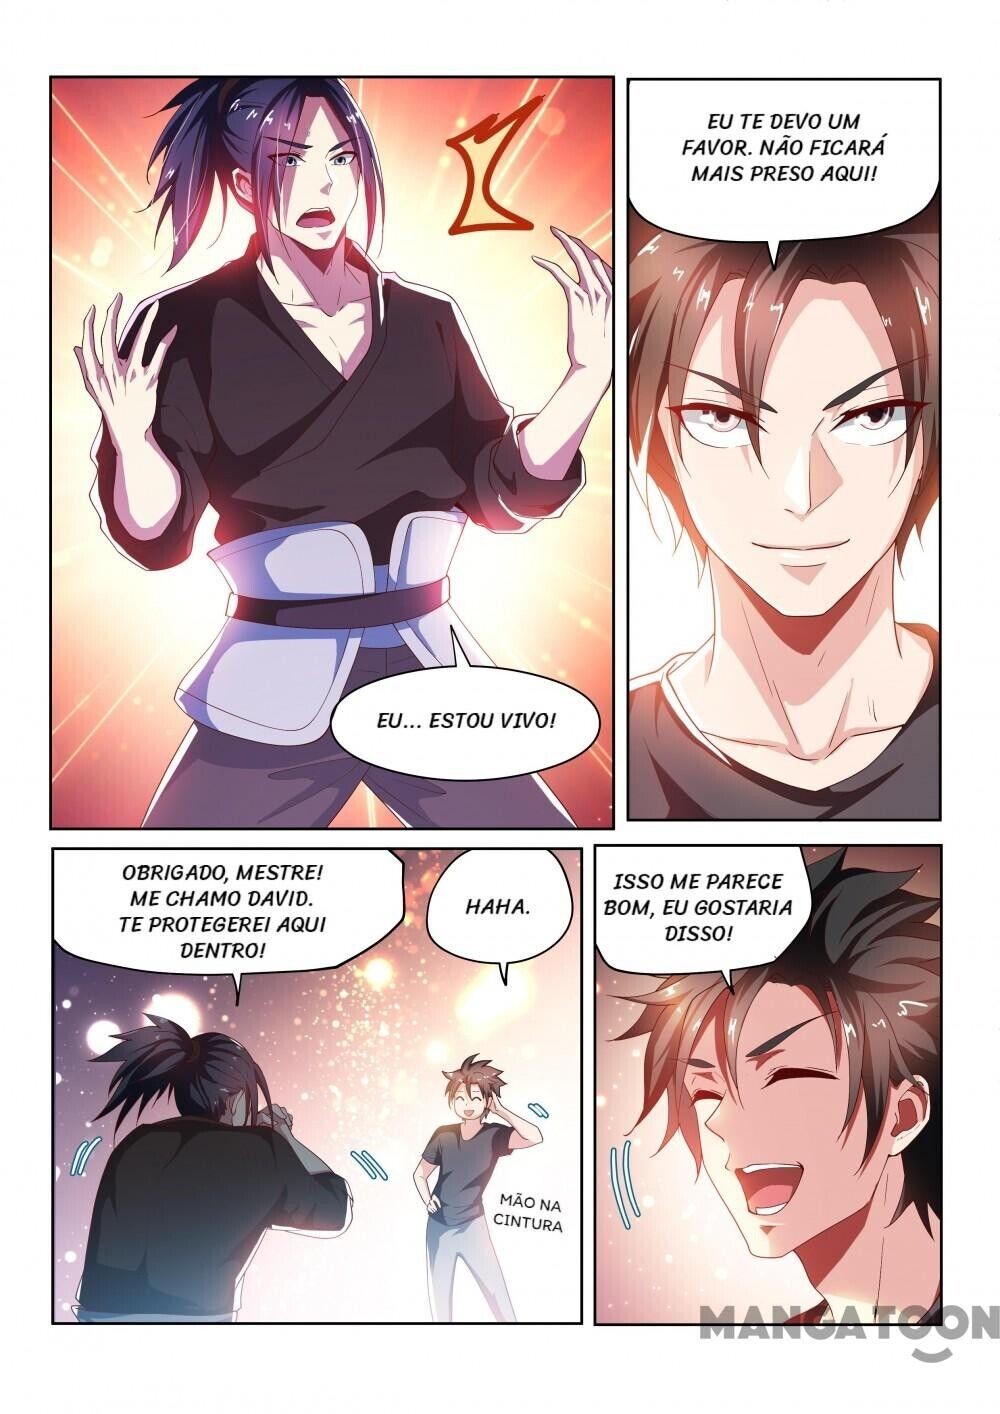 EU TE DEVO UM
FAVOR. NÃO FICARÁ
MAIS PRESO AQUI!
EU... ESTOU VIVO!
OBRIGADO, MESTRE!
ME CHAMO DAVID.
TE PROTEGEREI AQUI
DENTRO!
HAHA.
MÃO NA
CINTURA
ISSO ME PARECE
BOM, EU GOSTARIA
DISSO!
MANGATOON